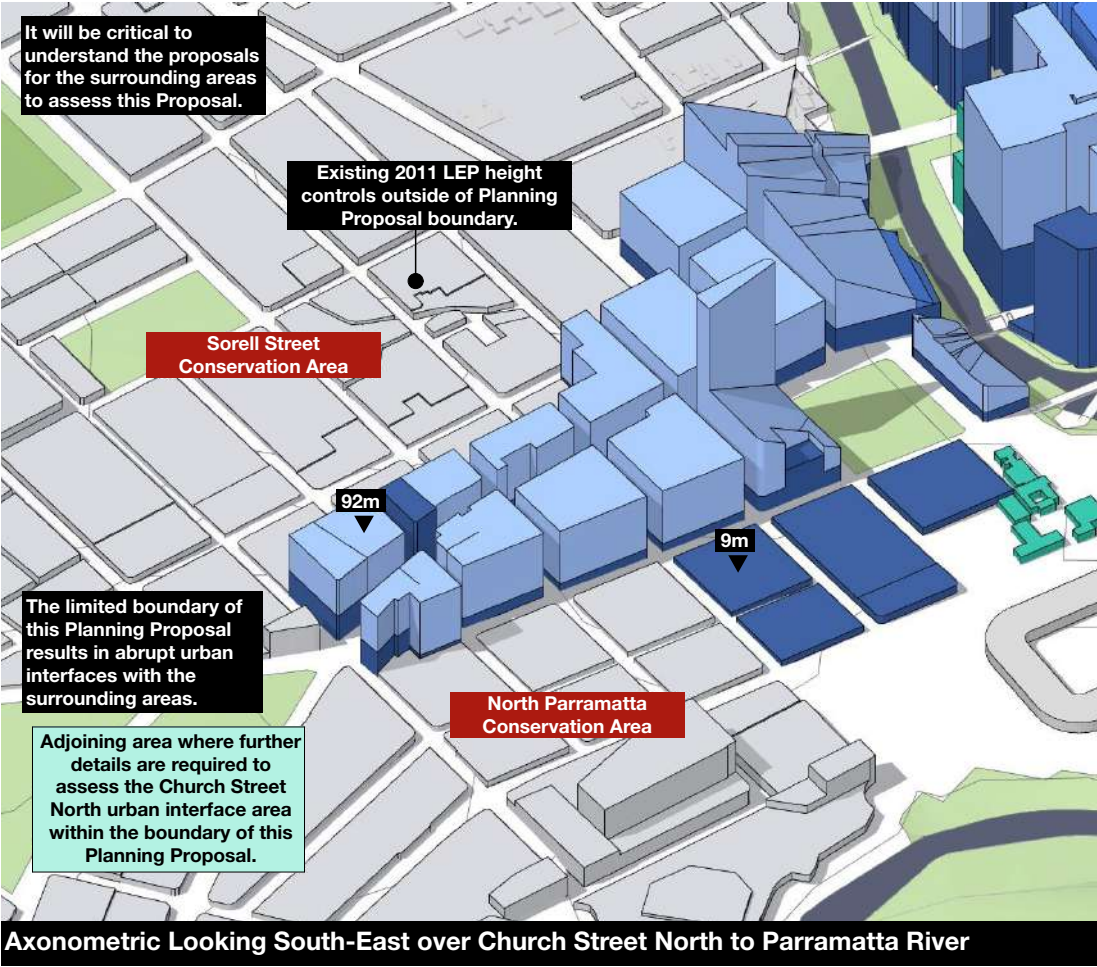 It will be critical to
understand the proposals
for the surrounding areas
to assess this Proposal.
Existing 2011 LEP height
controls outside of Planning
Proposal boundary.
Sorell Street
Conservation Area
92m
9m
The limited boundary of
this Planning Proposal
results in abrupt urban
interfaces with the
surrounding areas.
North Parramatta
Conservation Area
Adjoining area where further
details are required to
assess the Church Street
North urban interface area
within the boundary of this
Planning Proposal.
Axonometric Looking South-East over Church Street North to Parramatta River